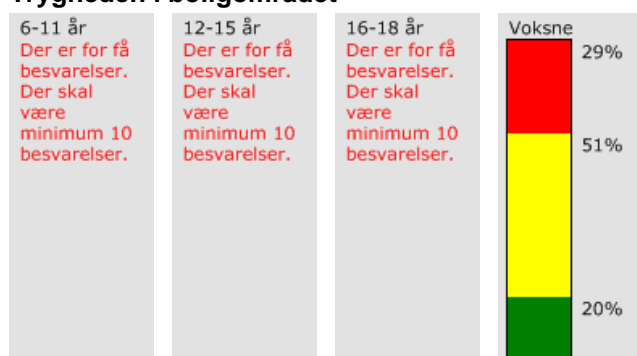 Trygheden i boligområdet
6-11 år
Der er for få
besvarelser.
Der skal
være
minimum 10
besvarelser.
12-15 år
Der er for få
besvarelser.
Der skal
være
minimum 10
besvarelser.
16-18 år
Der er for få
besvarelser.
Der skal
være
minimum 10
besvarelser.
Voksne
29%
51%
20%